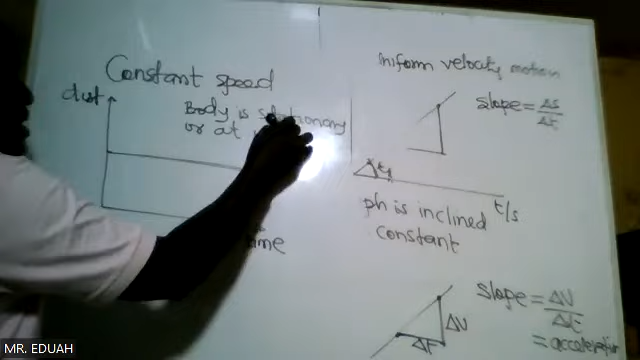 Constant speed
dist
Body is stationary
or at
time
niform velocity motion
slope = ΔS
Δt
t/s
ph is inclined
constant
slope = ΔV
Δt
= acceleration
ΔV
Δt
MR. EDUAH